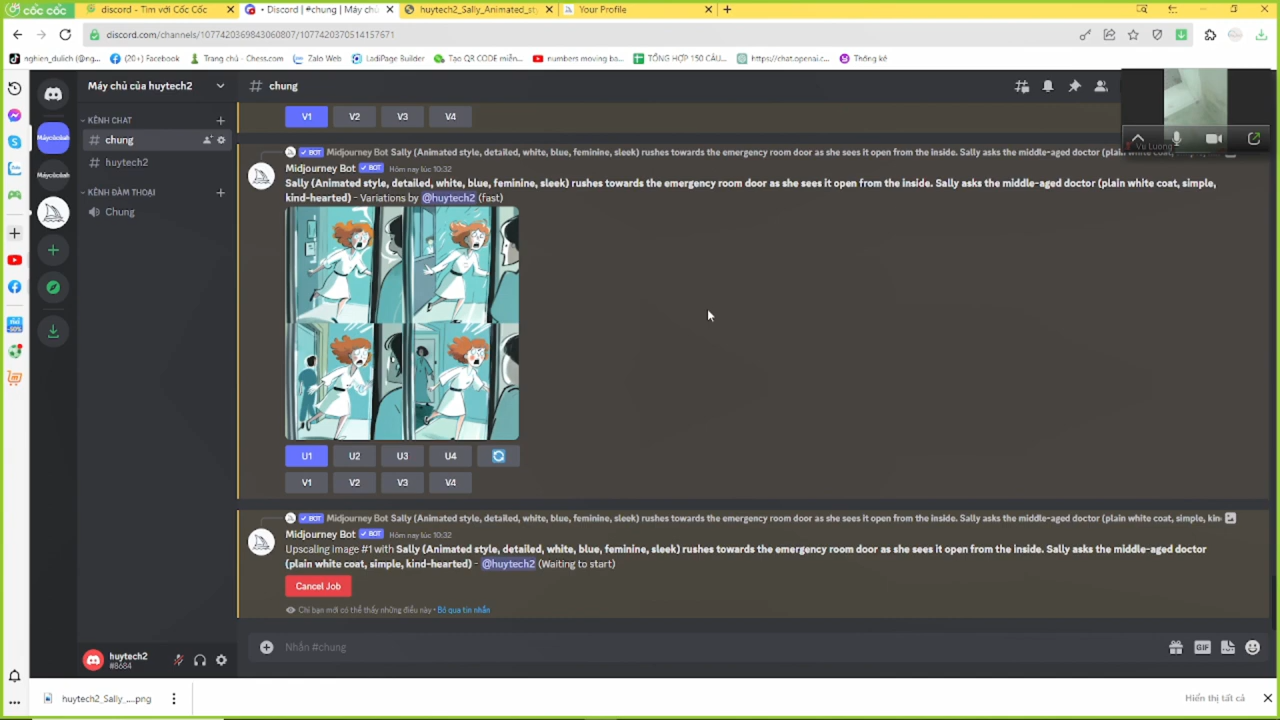 cốc cốc
discord - Tìm với Cốc Cốc
• Discord | #chung | Máy chủ
huytech2_Sally_Animated_st
Your Profile
discord.com/channels/1077420369843060807/1077420370514157671
nghien_dulich (@ng...
(20+) Facebook
Trang chủ - Chess.com
Zalo Web
LadiPage Builder
Tạo QR CODE miễn...
numbers moving ba...
TỔNG HỢP 150 CÂU...
https://chat.openai.c...
Thống kê
Máy chủ của huytech2
# chung
KÊNH CHAT
# chung
# huytech2
KÊNH ĐÀM THOẠI
Chung
Vu Luong
V1 V2 V3 V4
BOT Midjourney Bot Sally (Animated style, detailed, white, blue, feminine, sleek) rushes towards the emergency room door as she sees it open from the inside. Sally asks the middle-aged doctor
Midjourney Bot BOT Hôm nay lúc 10:32
Sally (Animated style, detailed, white, blue, feminine, sleek) rushes towards the emergency room door as she sees it open from the inside. Sally asks the middle-aged doctor (plain white coat, simple,
kind-hearted) - Variations by @huytech2 (fast)
U1 U2 U3 U4
V1 V2 V3 V4
BOT Midjourney Bot Sally (Animated style, detailed, white, blue, feminine, sleek) rushes towards the emergency room door as she sees it open from the inside. Sally asks the middle-aged doctor (plain white coat, simple, kin
Midjourney Bot BOT Hôm nay lúc 10:32
Upscaling image #1 with Sally (Animated style, detailed, white, blue, feminine, sleek) rushes towards the emergency room door as she sees it open from the inside. Sally asks the middle-aged doctor
(plain white coat, simple, kind-hearted) - @huytech2 (Waiting to start)
Cancel Job
Chỉ bạn mới có thể thấy những điều này • Bỏ qua tin nhắn
Nhắn #chung
GIF
huytech2
#8684
huytech2_Sally_....png
Hiển thị tất cả